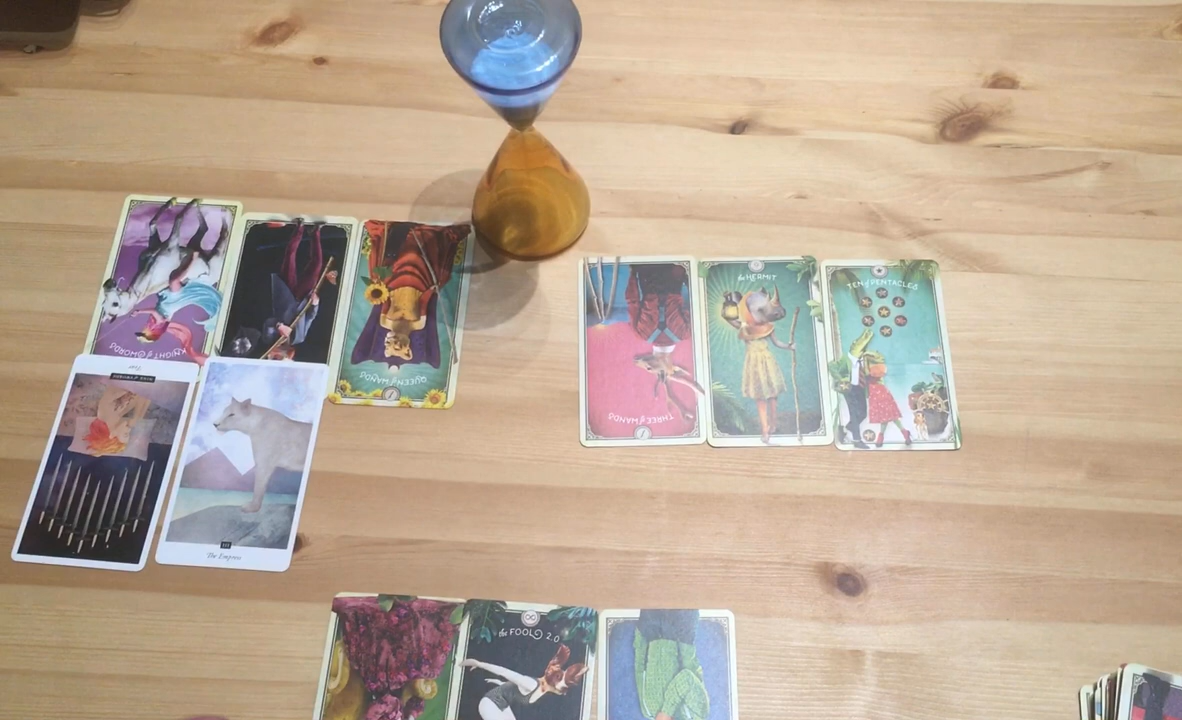 KNIGHT of SWORDS
QUEEN of WANDS
THREE of WANDS
the HERMIT
TEN of PENTACLES
The Empress
the FOOL 2.0